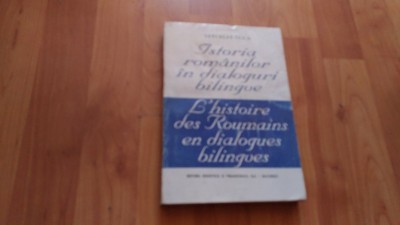 Istoria
românilor
în dialoguri
bilingve
L'histoire
des Roumains
en dialogues
bilingues